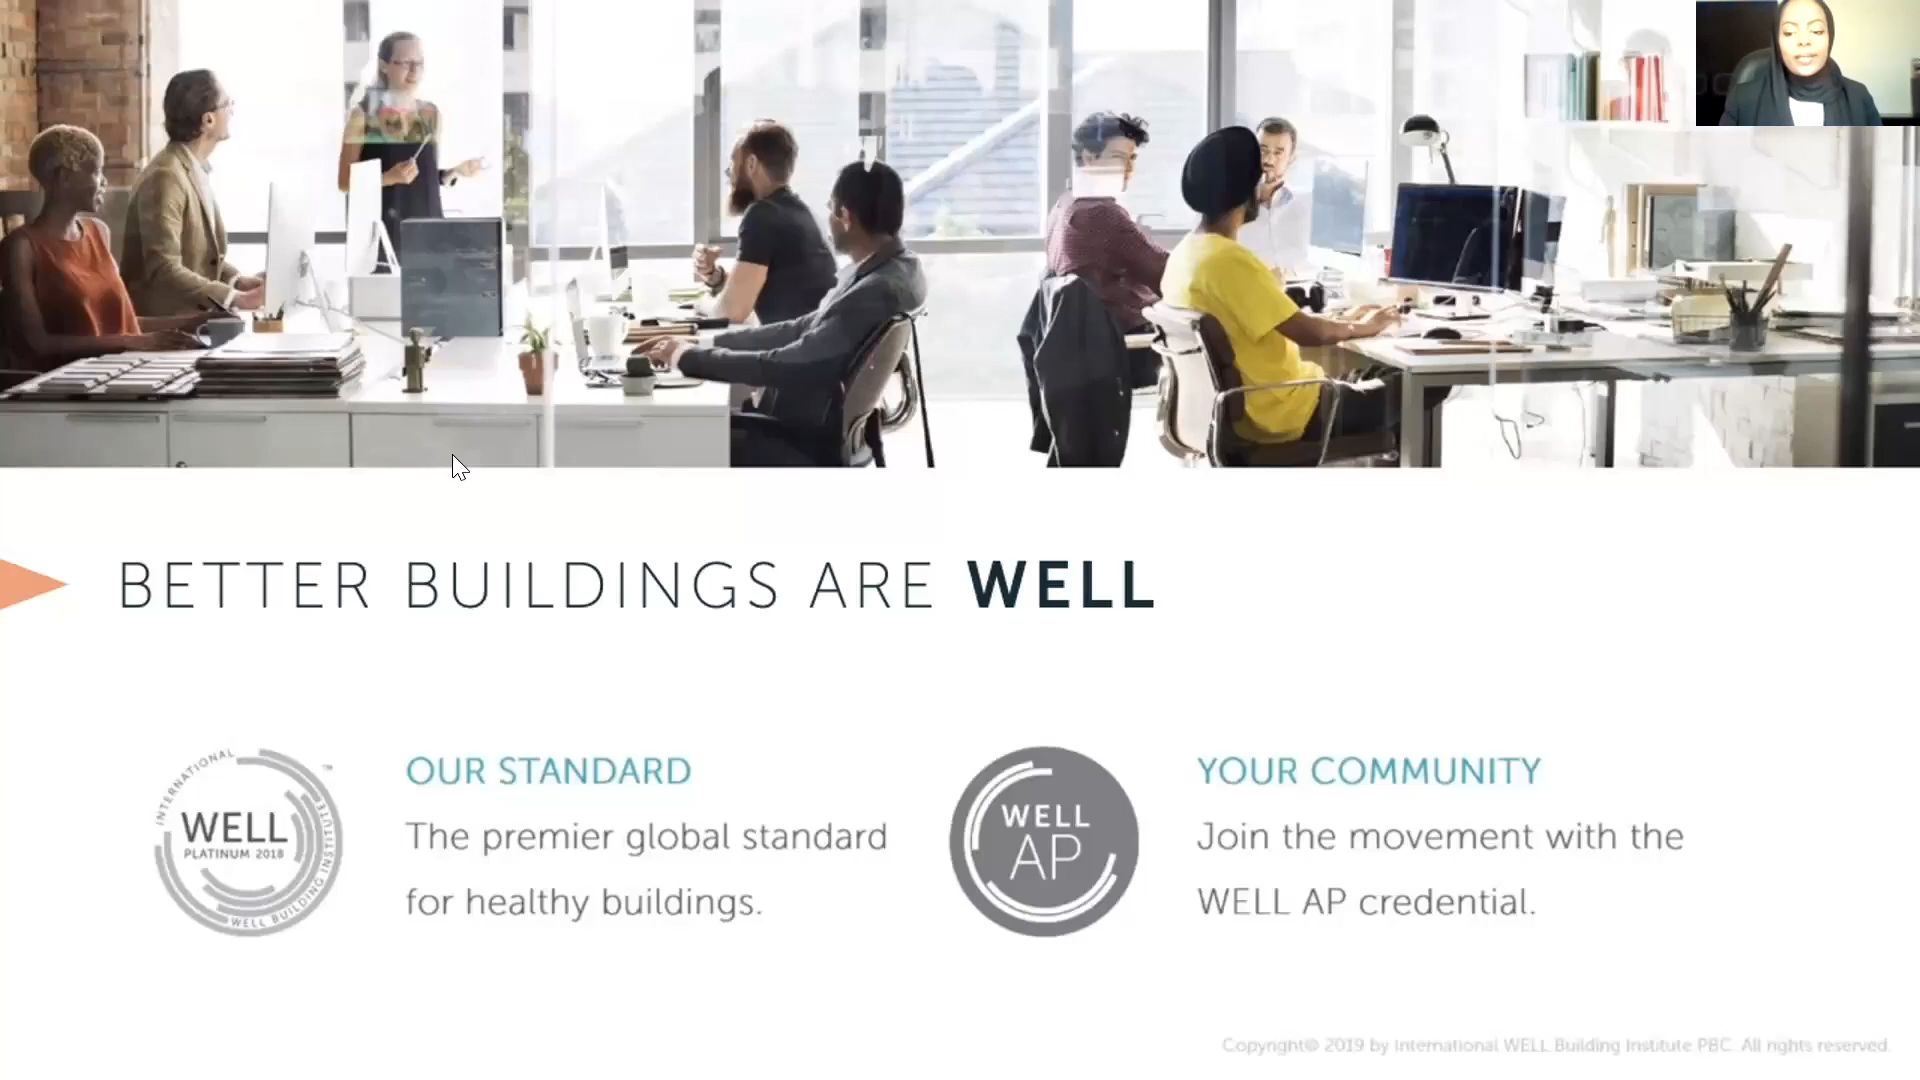 BETTER BUILDINGS ARE WELL
INTERNATIONAL
™
WELL
PLATINUM 2018
WELL BUILDING INSTITUTE
OUR STANDARD
The premier global standard
for healthy buildings.
WELL
AP
YOUR COMMUNITY
Join the movement with the
WELL AP credential.
Copyright© 2019 by International WELL Building Institute PBC. All rights reserved.